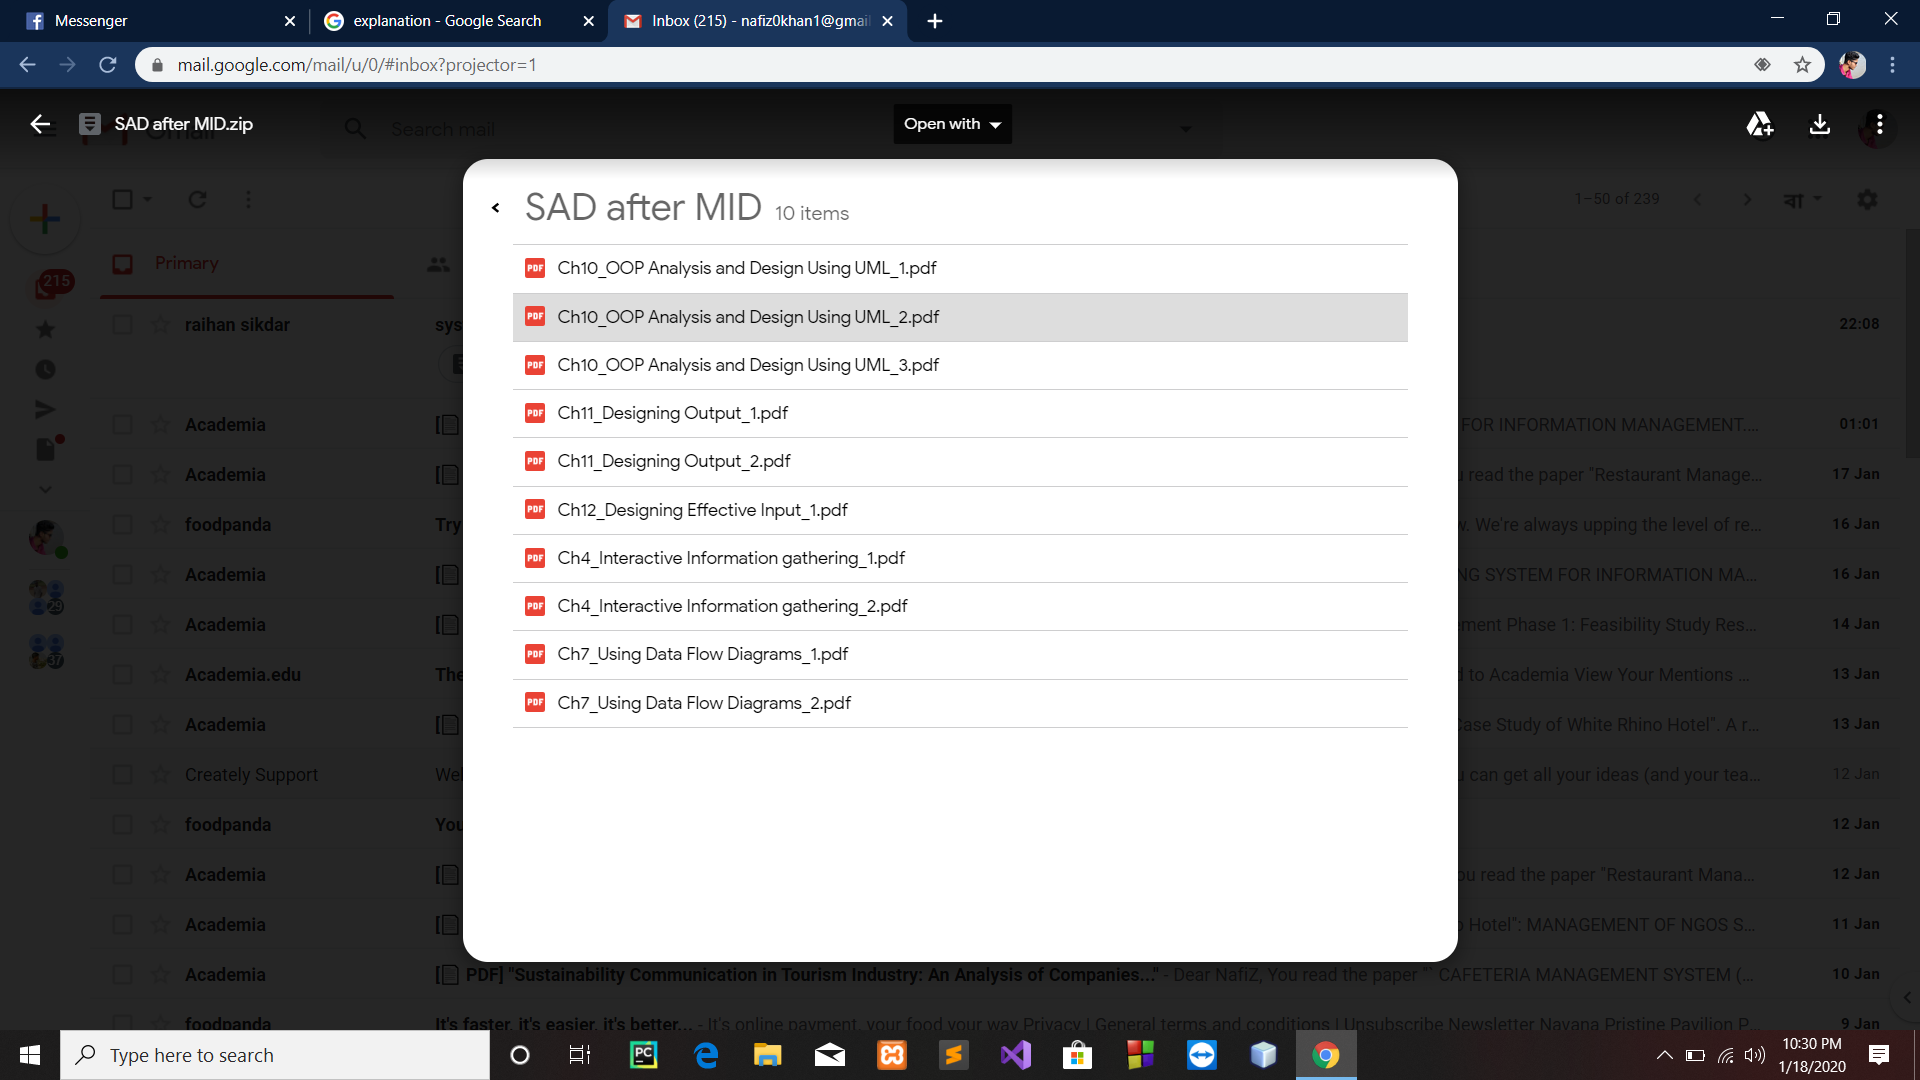 Messenger
explanation - Google Search
Inbox (215) - nafiz0khan1@gmail
mail.google.com/mail/u/0/#inbox?projector=1
SAD after MID.zip
Search mail
Open with
SAD after MID 10 items
1–50 of 239
বা
215
Primary
Ch10_OOP Analysis and Design Using UML_1.pdf
Ch10_OOP Analysis and Design Using UML_2.pdf
Ch10_OOP Analysis and Design Using UML_3.pdf
Ch11_Designing Output_1.pdf
Ch11_Designing Output_2.pdf
Ch12_Designing Effective Input_1.pdf
Ch4_Interactive Information gathering_1.pdf
Ch4_Interactive Information gathering_2.pdf
Ch7_Using Data Flow Diagrams_1.pdf
Ch7_Using Data Flow Diagrams_2.pdf
raihan sikdar sys 22:08
Academia FOR INFORMATION MANAGEMENT.... 01:01
Academia read the paper "Restaurant Manage... 17 Jan
foodpanda Try We're always upping the level of re... 16 Jan
Academia NG SYSTEM FOR INFORMATION MA... 16 Jan
29
Academia ement Phase 1: Feasibility Study Res... 14 Jan
37
Academia.edu The to Academia View Your Mentions ... 13 Jan
Academia Case Study of White Rhino Hotel". A r... 13 Jan
Creately Support Wel can get all your ideas (and your tea... 12 Jan
foodpanda You 12 Jan
Academia you read the paper "Restaurant Mana... 12 Jan
Academia Hotel": MANAGEMENT OF NGOS S... 11 Jan
Academia [PDF] "Sustainability Communication in Tourism Industry: An Analysis of Companies..." - Dear NafiZ, You read the paper "` CAFETERIA MANAGEMENT SYSTEM (... 10 Jan
foodpanda It's faster, it's easier, it's better... - It's online payment, your food your way Privacy | General terms and conditions | Unsubscribe Newsletter Navana Pristine Pavilion P... 9 Jan
Type here to search
10:30 PM
1/18/2020